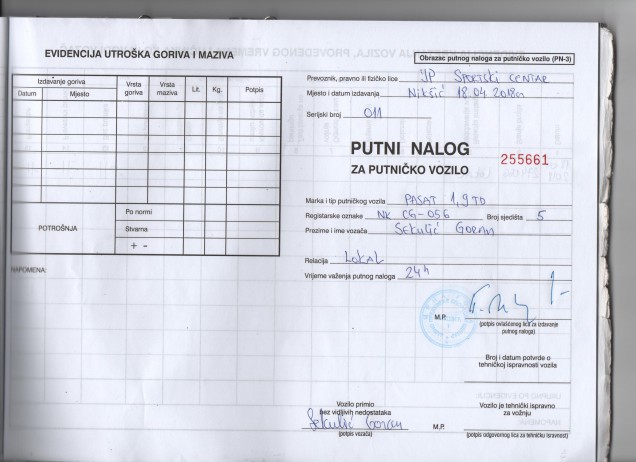 EVIDENCIJA UTROŠKA GORIVA I MAZIVA
Izdavanje goriva
Datum Mjesto Vrsta goriva Vrsta maziva Lit. Kg. Potpis
POTROŠNJA
Po normi
Stvarna
+ -
NAPOMENA:
Obrazac putnog naloga za putničko vozilo (PN-3)
Prevoznik, pravno ili fizičko lice JP SPORTSKI CENTAR
Mjesto i datum izdavanja Nikšić 18.04.2018
Serijski broj 011
PUTNI NALOG
ZA PUTNIČKO VOZILO
255661
Marka i tip putničkog vozila PASAT 1,9 TD
Registarske oznake NK CG-056 Broj sjedišta 5
Prezime i ime vozača SEKULIĆ GORAN
Relacija LOKAL
Vrijeme važenja putnog naloga 24h
M.P.
(potpis ovlašćenog lica za izdavanje
putnog naloga)
Broj i datum potvrde o
tehničkoj ispravnosti vozila
Vozilo primio
bez vidljivih nedostataka
Sekulić Goran
(potpis vozača)
Vozilo je tehnički ispravno
za vožnju
M.P.
(potpis odgovornog lica za tehničku ispravnost)